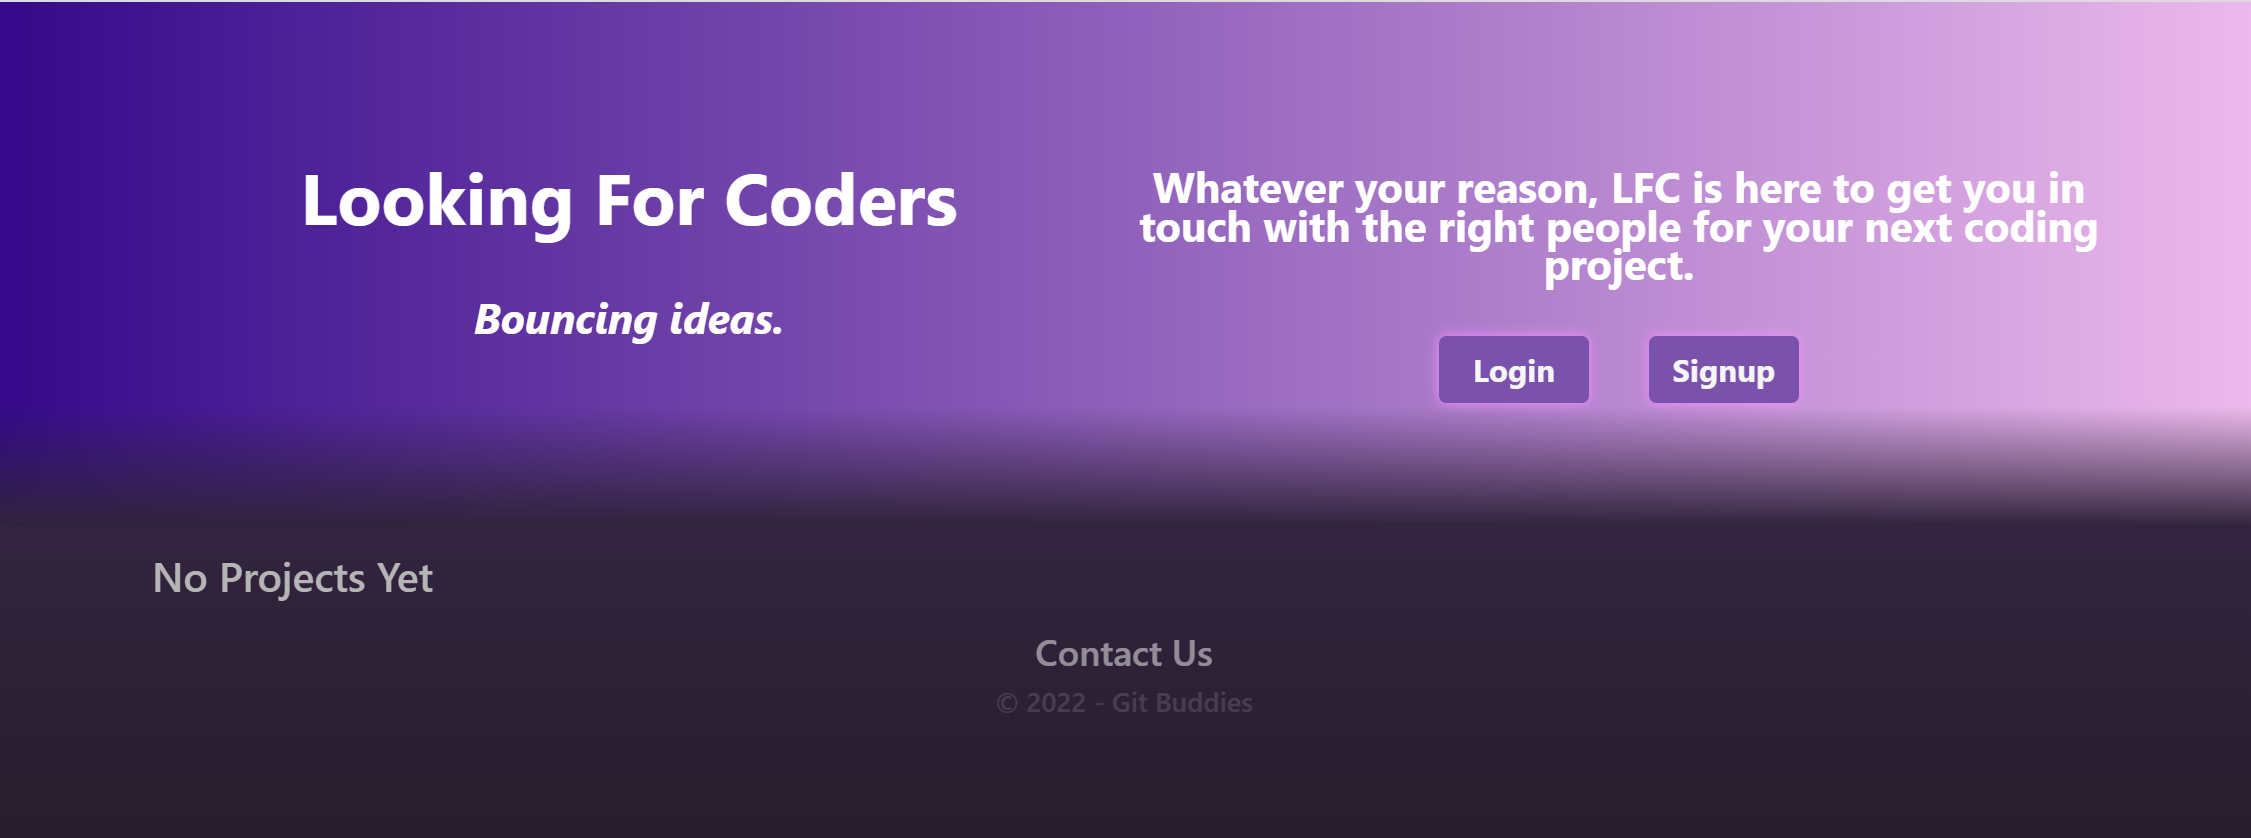 Looking For Coders
Bouncing ideas.
Whatever your reason, LFC is here to get you in
touch with the right people for your next coding
project.
Login
Signup
No Projects Yet
Contact Us
© 2022 - Git Buddies